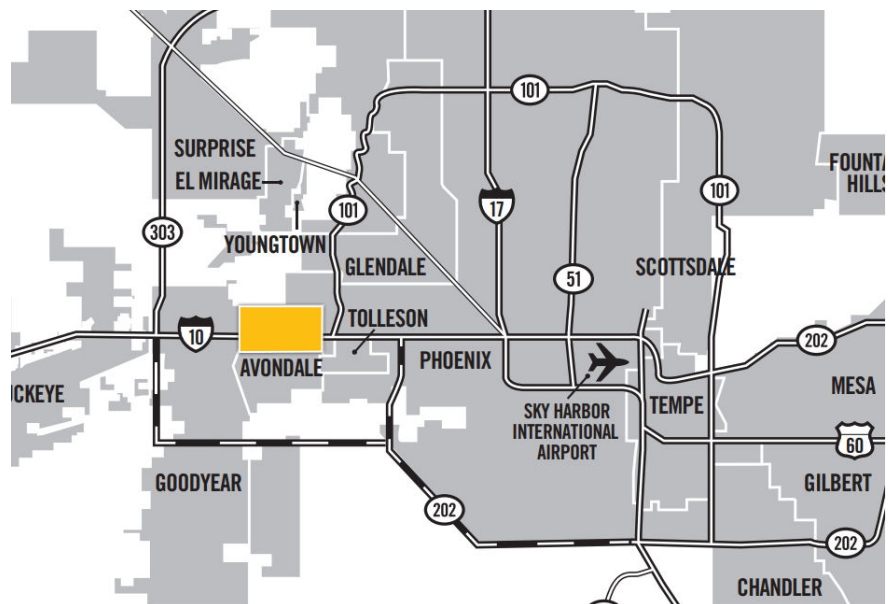 101
SURPRISE
FOUNTA
HILLS
EL MIRAGE
101
101
17
303
YOUNGTOWN
GLENDALE
51
SCOTTSDALE
TOLLESON
10
202
AVONDALE
PHOENIX
UCKEYE
MESA
SKY HARBOR
INTERNATIONAL
AIRPORT
TEMPE
60
GOODYEAR
GILBERT
202
202
CHANDLER